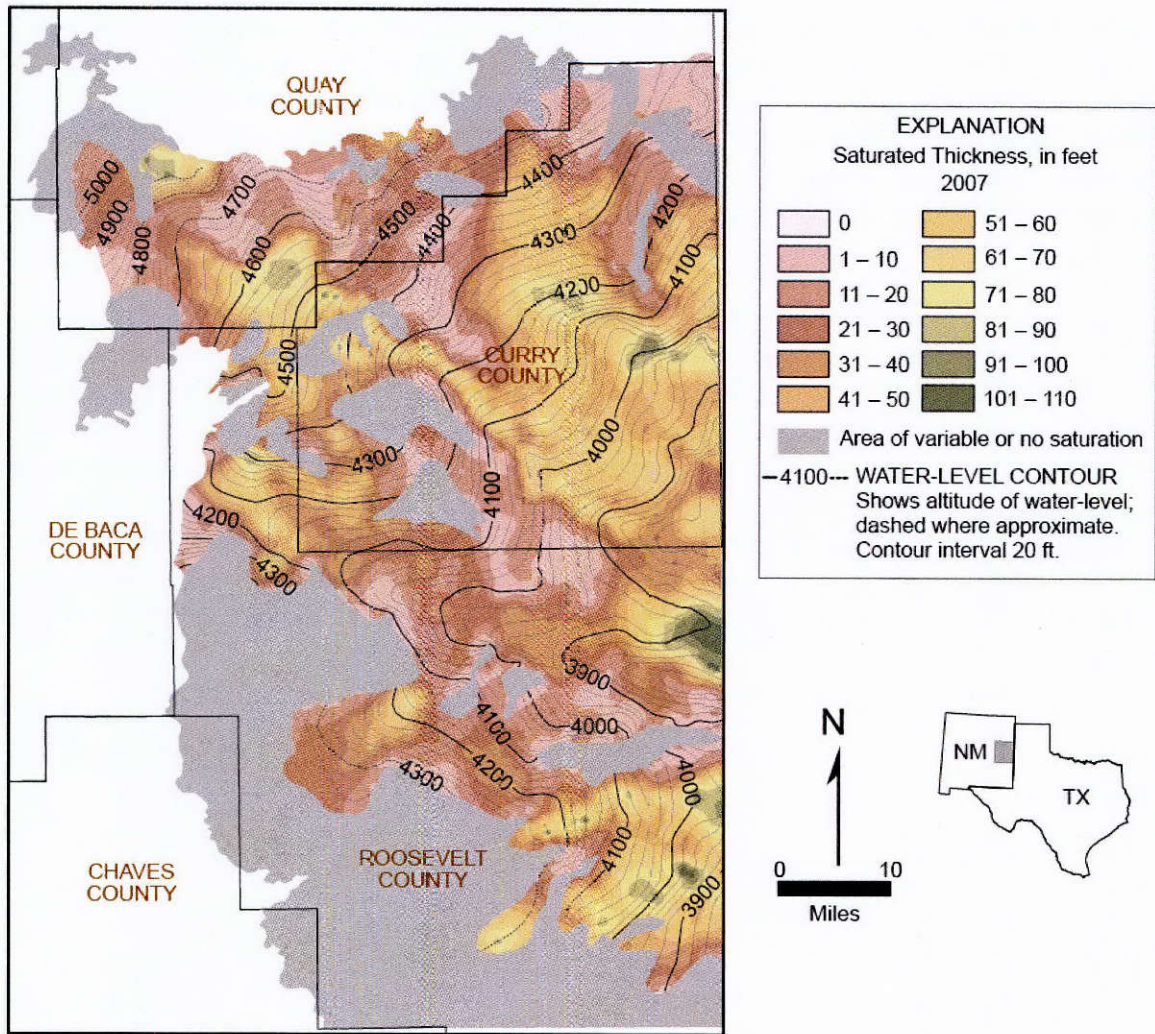 QUAY
COUNTY
5000
4900
4800
4700
4600
4500
4400
4500
4400
4300
4200
4200
4100
CURRY
COUNTY
4300
4100
4000
DE BACA
COUNTY
4200
4300
3900
4100
4000
4300
4200
4000
4100
3900
CHAVES
COUNTY
ROOSEVELT
COUNTY
EXPLANATION
Saturated Thickness, in feet
2007
0
1 – 10
11 – 20
21 – 30
31 – 40
41 – 50
51 – 60
61 – 70
71 – 80
81 – 90
91 – 100
101 – 110
Area of variable or no saturation
4100 WATER-LEVEL CONTOUR
Shows altitude of water-level;
dashed where approximate.
Contour interval 20 ft.
N
0 10
Miles
NM
TX